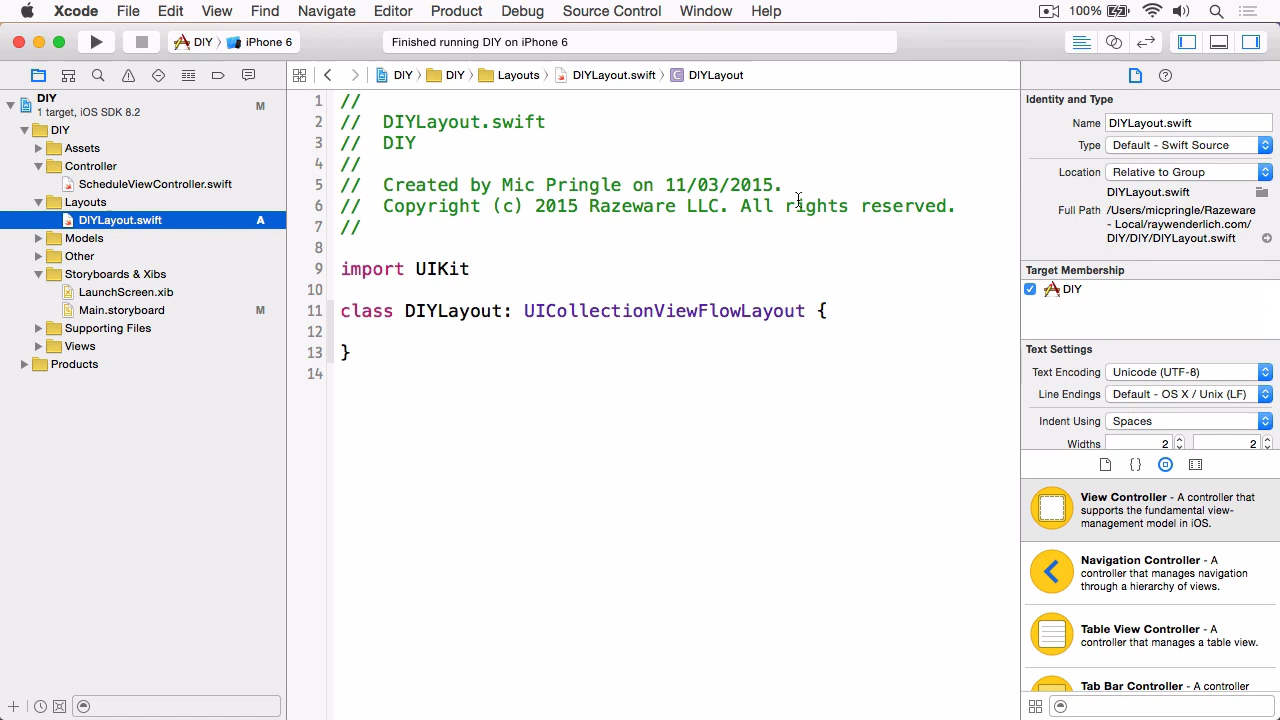 Xcode File Edit View Find Navigate Editor Product Debug Source Control Window Help 100%
DIY 〉 iPhone 6 Finished running DIY on iPhone 6
DIY 〉 DIY 〉 Layouts 〉 DIYLayout.swift 〉 C DIYLayout
DIY M
1 target, iOS SDK 8.2
DIY
Assets
Controller
ScheduleViewController.swift
Layouts
DIYLayout.swift A
Models
Other
Storyboards & Xibs
LaunchScreen.xib
Main.storyboard M
Supporting Files
Views
Products
1 //
2 //  DIYLayout.swift
3 //  DIY
4 //
5 //  Created by Mic Pringle on 11/03/2015.
6 //  Copyright (c) 2015 Razeware LLC. All rights reserved.
7 //
8
9 import UIKit
10
11 class DIYLayout: UICollectionViewFlowLayout {
12
13 }
14
Identity and Type
Name DIYLayout.swift
Type Default - Swift Source
Location Relative to Group
DIYLayout.swift
Full Path /Users/micpringle/Razeware
- Local/raywenderlich.com/
DIY/DIY/DIYLayout.swift
Target Membership
DIY
Text Settings
Text Encoding Unicode (UTF-8)
Line Endings Default - OS X / Unix (LF)
Indent Using Spaces
Widths 2 2
{}
View Controller - A controller that
supports the fundamental view-
management model in iOS.
Navigation Controller - A
controller that manages navigation
through a hierarchy of views.
Table View Controller - A
controller that manages a table view.
Tab Bar Controller - A controller